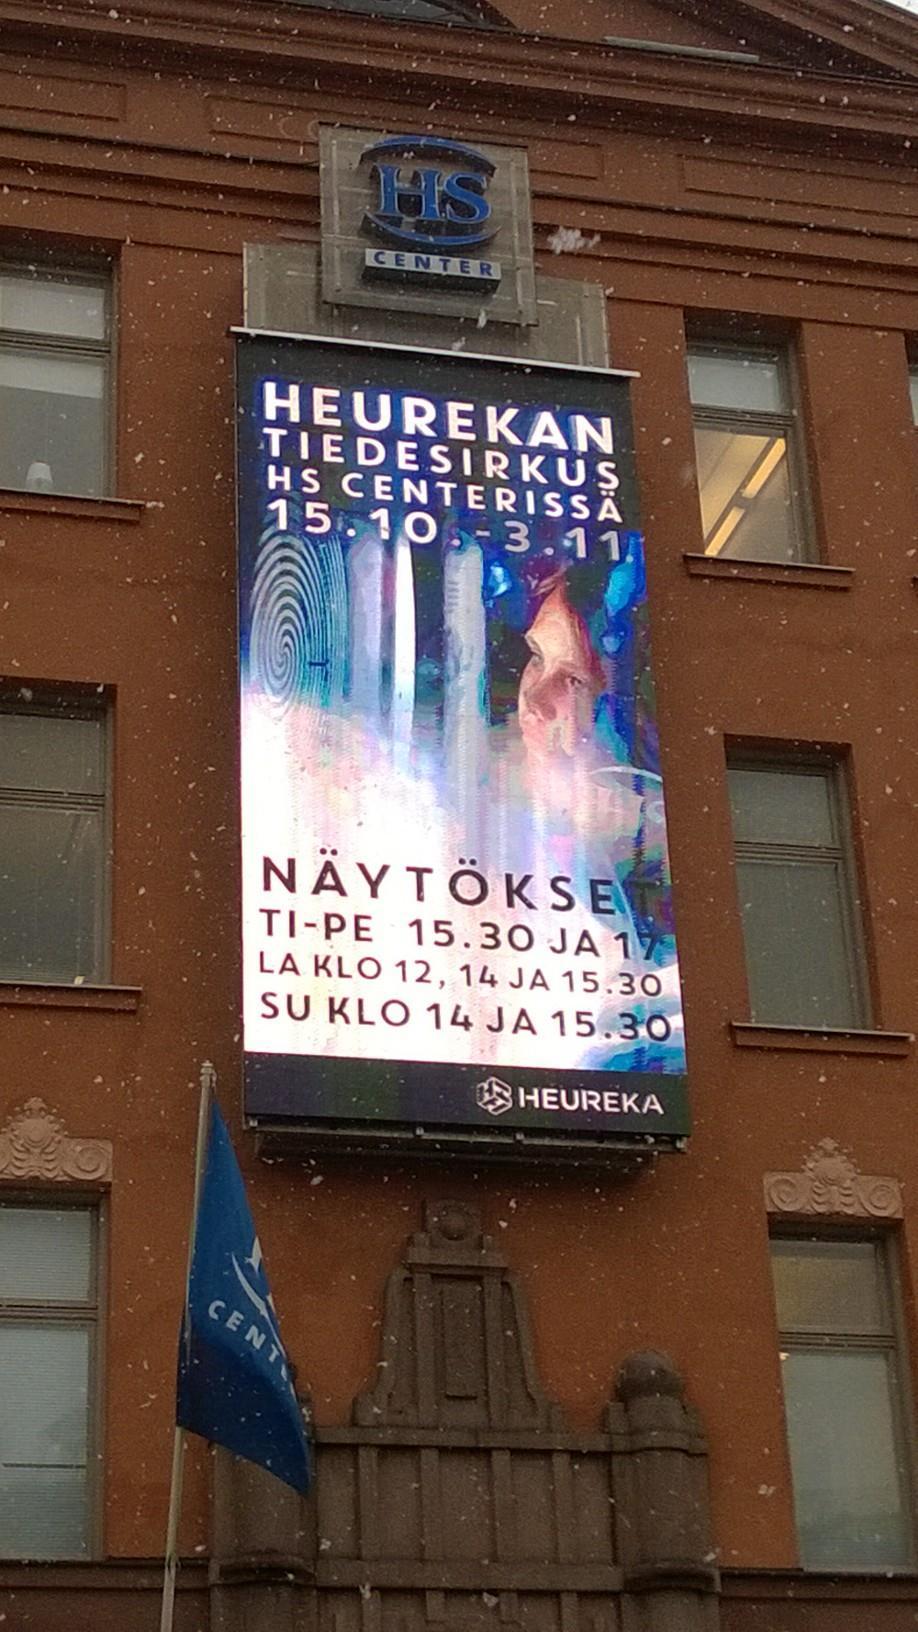 HS
CENTER
HEUREKAN
TIEDESIRKUS
HS CENTERISSÄ
15.10.-3.11.
NÄYTÖKSET
TI-PE 15.30 JA 17
LA KLO 12, 14 JA 15.30
SU KLO 14 JA 15.30
HEUREKA